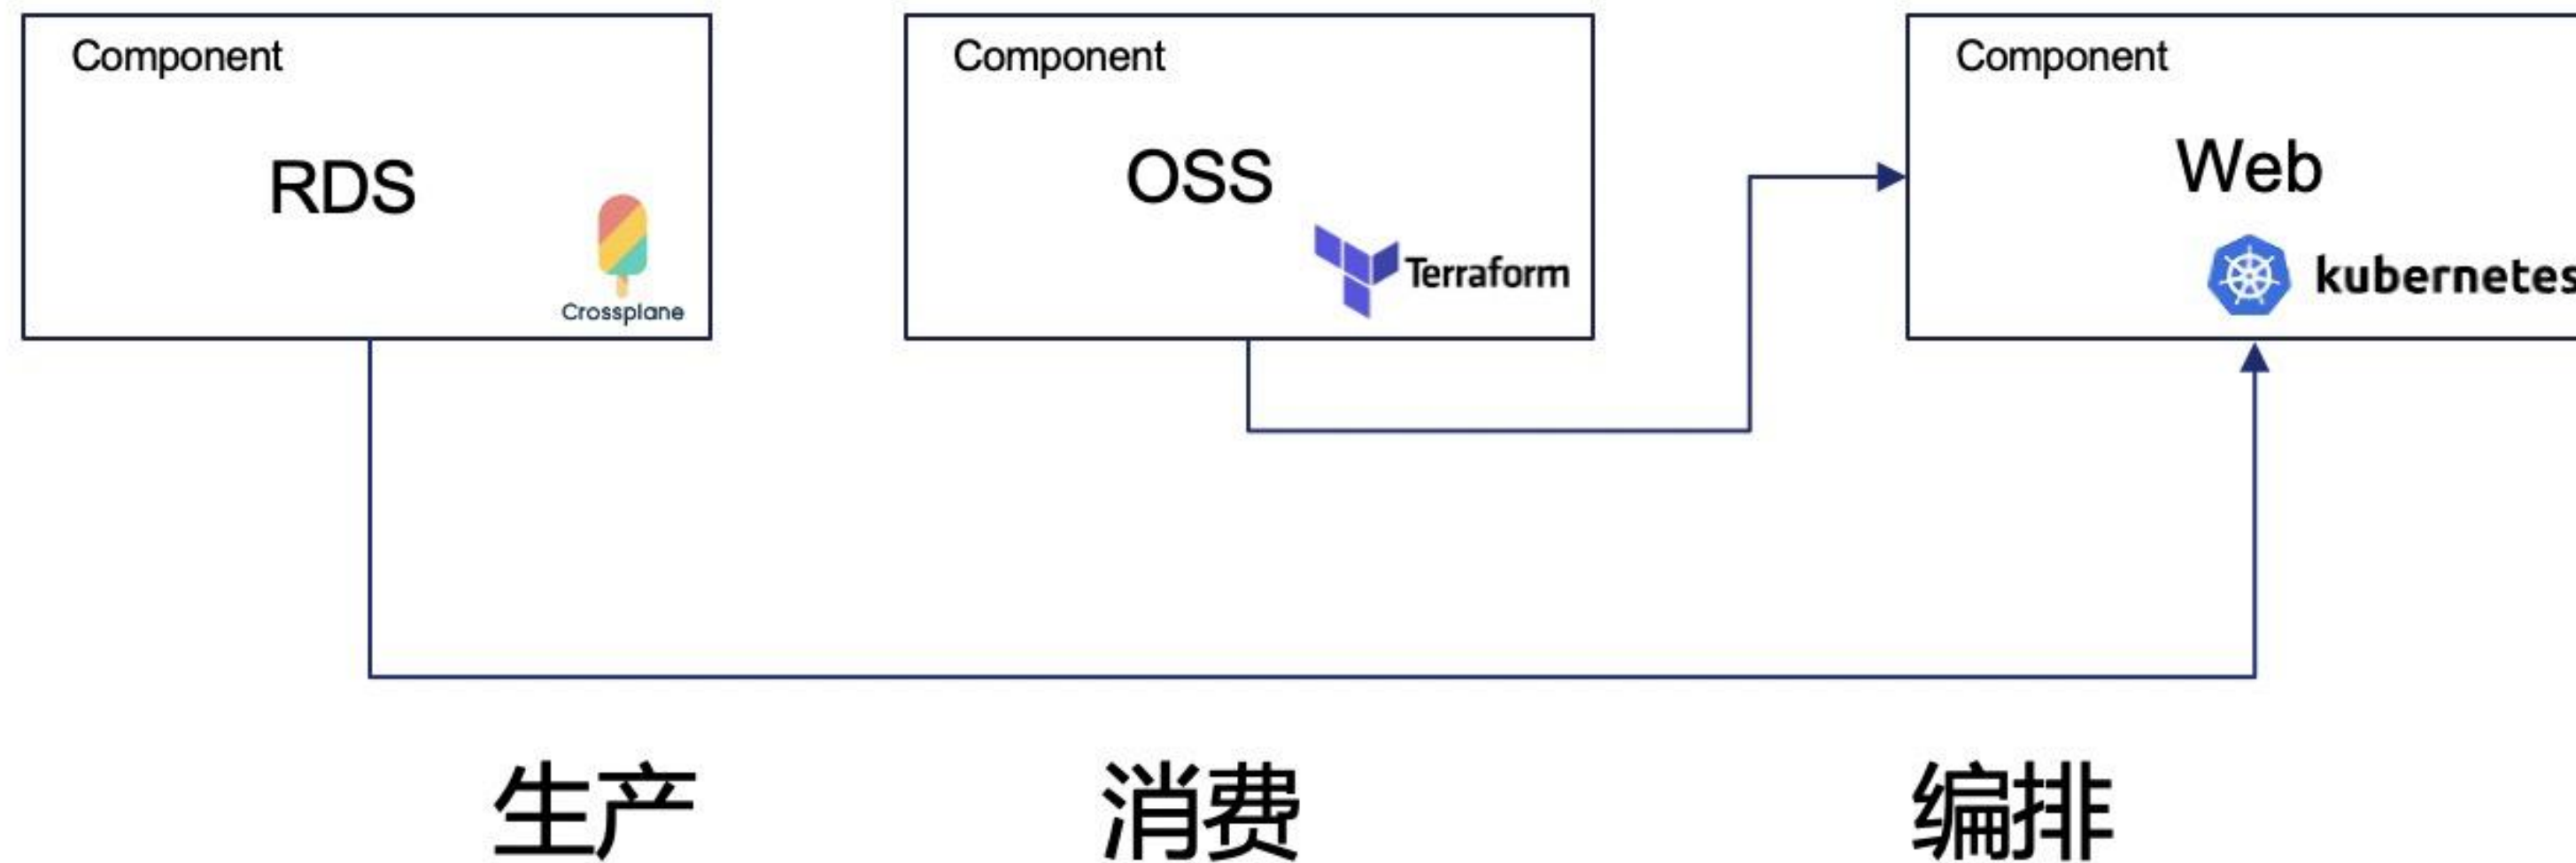 Component
RDS
Crossplane
Component
OSS
Terraform
Component
Web
kubernetes
生产
消费
编排